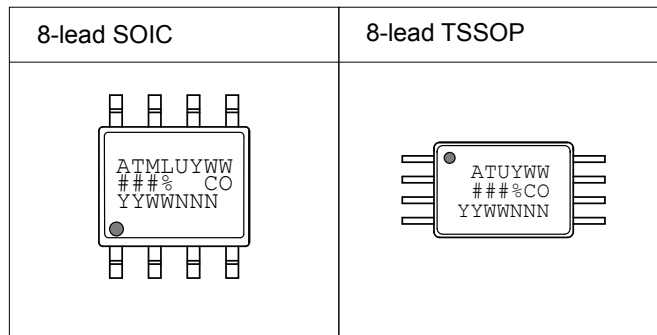 8-lead SOIC
8-lead TSSOP
ATMLUYWW
###% CO
YYWWNNN
ATUYWW
###%CO
YYWWNNN